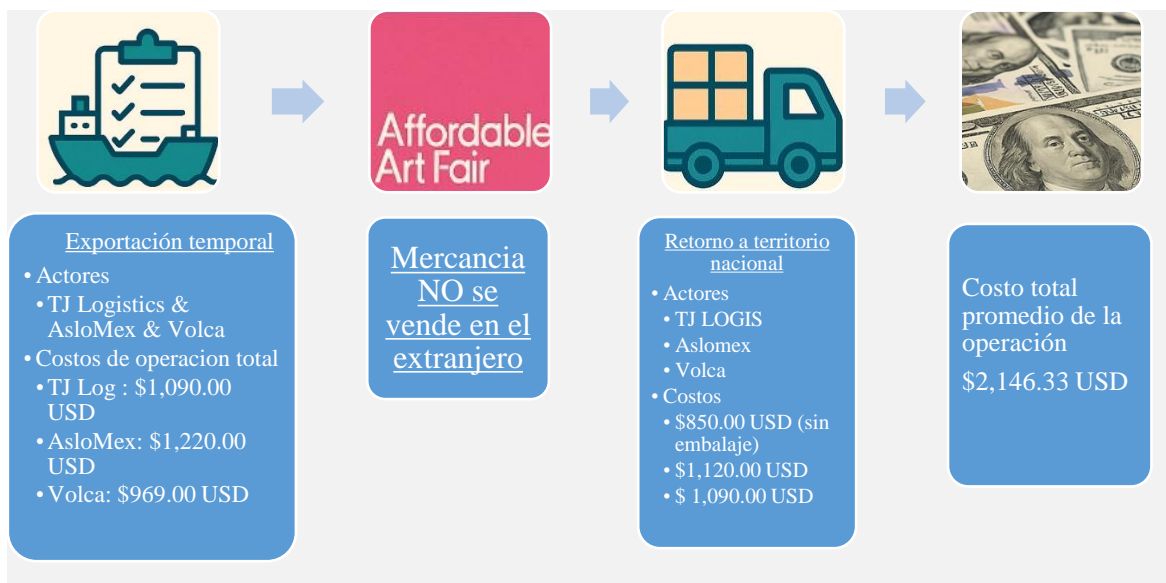 Affordable
Art Fair
Exportación temporal
• Actores
• TJ Logistics &
AsloMex & Volca
• Costos de operacion total
• TJ Log : $1,090.00
USD
• AsloMex: $1,220.00
USD
• Volca: $969.00 USD
Mercancia
NO se
vende en el
extranjero
Retorno a territorio
nacional
• Actores
• TJ LOGIS
• Aslomex
• Volca
• Costos
• $850.00 USD (sin
embalaje)
• $1,120.00 USD
• $ 1,090.00 USD
Costo total
promedio de la
operación
$2,146.33 USD